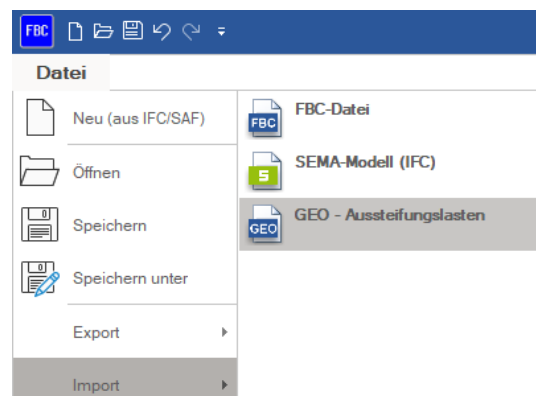 FBC
Datei
Neu (aus IFC/SAF)
Öffnen
Speichern
Speichern unter
Export
Import
FBC
FBC-Datei
S
SEMA-Modell (IFC)
GEO
GEO - Aussteifungslasten